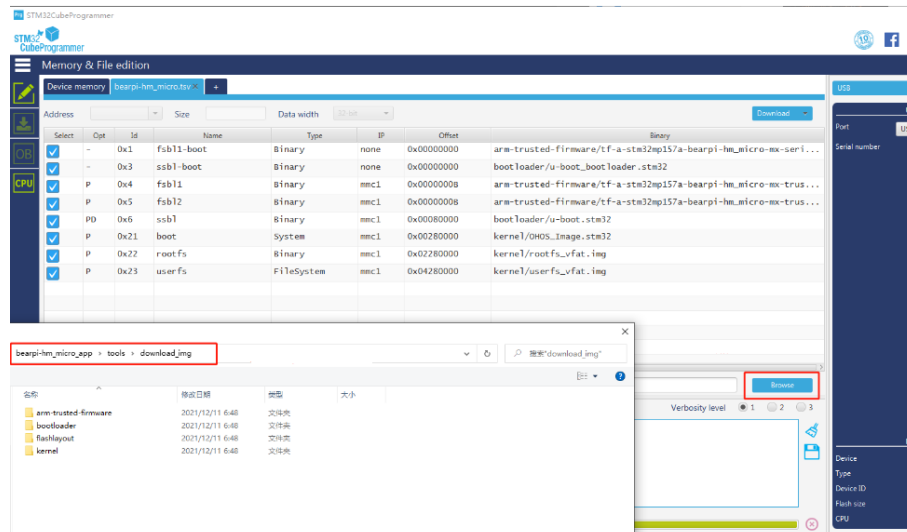 Prg STM32CubeProgrammer
STM32
CubeProgrammer
Memory & File edition
Device memory bearpi-hm_micro.tsv × +
USB
Address Size Data width 32-bit Download
Port
Serial number
Select Opt Id Name Type IP Offset Binary
- 0x1 fsbl1-boot Binary none 0x00000000 arm-trusted-firmware/tf-a-stm32mp157a-bearpi-hm_micro-mx-seri...
- 0x3 ssbl-boot Binary none 0x00000000 bootloader/u-boot_bootloader.stm32
P 0x4 fsbl1 Binary mmc1 0x00000008 arm-trusted-firmware/tf-a-stm32mp157a-bearpi-hm_micro-mx-trus...
P 0x5 fsbl2 Binary mmc1 0x00000008 arm-trusted-firmware/tf-a-stm32mp157a-bearpi-hm_micro-mx-trus...
PD 0x6 ssbl Binary mmc1 0x00080000 bootloader/u-boot.stm32
P 0x21 boot System mmc1 0x00280000 kernel/OHOS_Image.stm32
P 0x22 rootfs Binary mmc1 0x02280000 kernel/rootfs_vfat.img
P 0x23 userfs FileSystem mmc1 0x04280000 kernel/userfs_vfat.img
OB
CPU
bearpi-hm_micro_app > tools > download_img
搜索"download_img"
Browse
名称 修改日期 类型 大小
Verbosity level 1 2 3
arm-trusted-firmware 2021/12/11 6:48 文件夹
bootloader 2021/12/11 6:48 文件夹
flashlayout 2021/12/11 6:48 文件夹
kernel 2021/12/11 6:48 文件夹
Device
Type
Device ID
Flash size
CPU